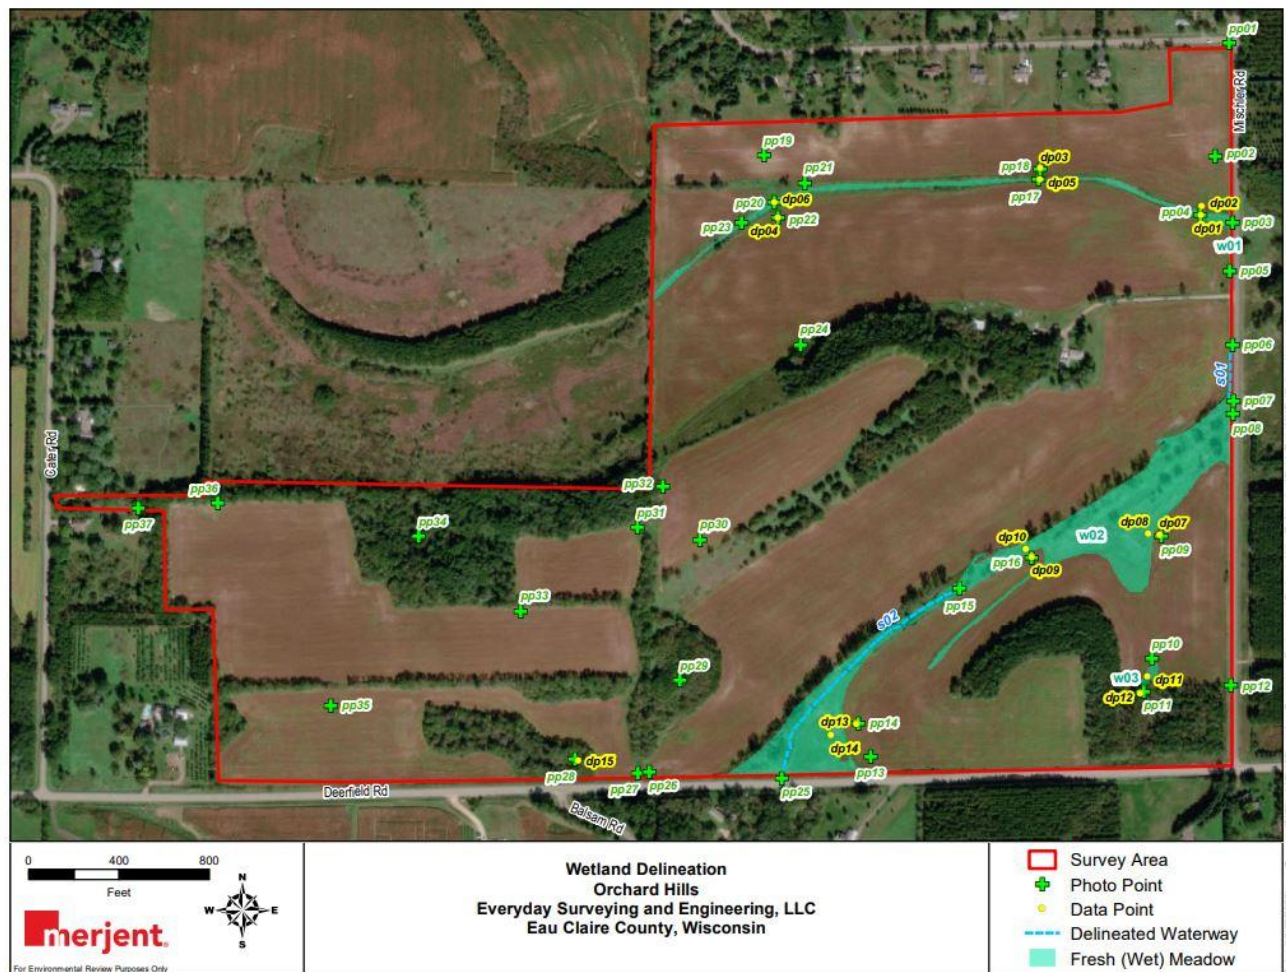 pp01
Mischler Rd
pp19
pp18
dp03
pp02
pp21
pp17
dp05
pp20
dp06
pp04
dp02
pp23
dp04
pp22
dp01
pp03
w01
pp05
pp24
pp06
s01
pp07
pp08
Cater Rd
pp36
pp32
pp37
pp34
pp31
pp30
dp10
dp08
dp07
w02
pp09
pp16
dp09
pp15
pp33
s02
pp10
pp29
w03
dp11
dp12
pp11
pp12
pp35
dp13
pp14
dp14
pp28
dp15
pp27
pp26
pp13
pp25
Deerfield Rd
Balsam Rd
0 400 800
Feet
N
W E
S
merjent.
For Environmental Review Purposes Only
Wetland Delineation
Orchard Hills
Everyday Surveying and Engineering, LLC
Eau Claire County, Wisconsin
Survey Area
Photo Point
Data Point
Delineated Waterway
Fresh (Wet) Meadow